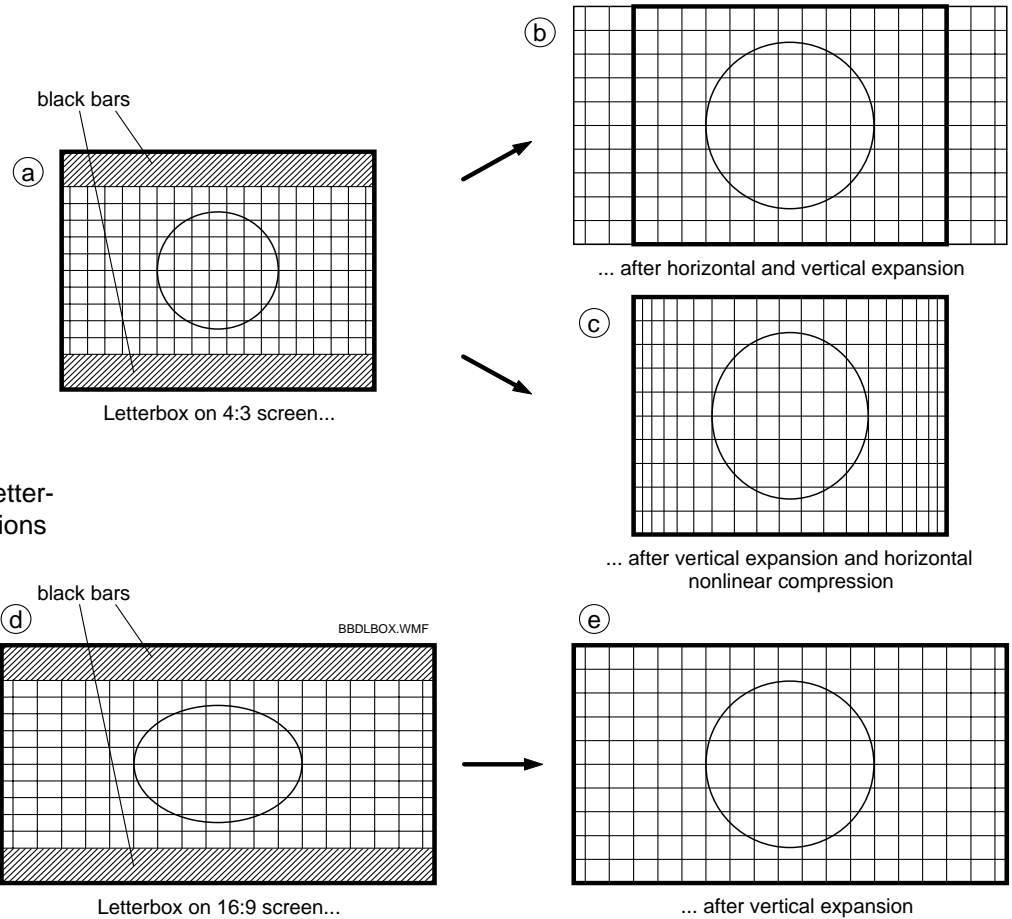 b
black bars
a
... after horizontal and vertical expansion
c
Letterbox on 4:3 screen...
etter-
ions
... after vertical expansion and horizontal
nonlinear compression
black bars
d
BBDLBOX.WMF
e
Letterbox on 16:9 screen...
... after vertical expansion